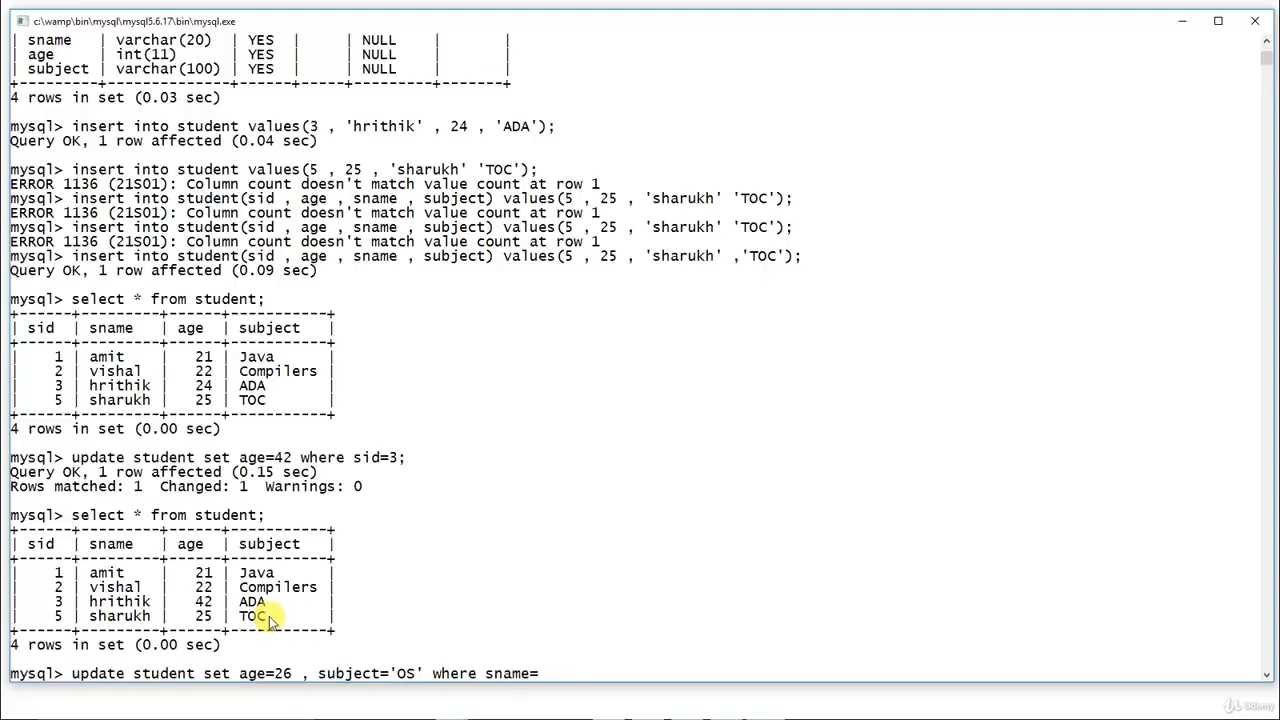 c:\wamp\bin\mysql\mysql5.6.17\bin\mysql.exe
| sname   | varchar(20)  | YES  |     | NULL    |       |
| age     | int(11)      | YES  |     | NULL    |       |
| subject | varchar(100) | YES  |     | NULL    |       |
+---------+--------------+------+-----+---------+-------+
4 rows in set (0.03 sec)
mysql> insert into student values(3 , 'hrithik' , 24 , 'ADA');
Query OK, 1 row affected (0.04 sec)
mysql> insert into student values(5 , 25 , 'sharukh' 'TOC');
ERROR 1136 (21S01): Column count doesn't match value count at row 1
mysql> insert into student(sid , age , sname , subject) values(5 , 25 , 'sharukh' 'TOC');
ERROR 1136 (21S01): Column count doesn't match value count at row 1
mysql> insert into student(sid , age , sname , subject) values(5 , 25 , 'sharukh' 'TOC');
ERROR 1136 (21S01): Column count doesn't match value count at row 1
mysql> insert into student(sid , age , sname , subject) values(5 , 25 , 'sharukh' ,'TOC');
Query OK, 1 row affected (0.09 sec)
mysql> select * from student;
+------+---------+------+-----------+
| sid  | sname   | age  | subject   |
+------+---------+------+-----------+
|    1 | amit    |   21 | Java      |
|    2 | vishal  |   22 | Compilers |
|    3 | hrithik |   24 | ADA       |
|    5 | sharukh |   25 | TOC       |
+------+---------+------+-----------+
4 rows in set (0.00 sec)
mysql> update student set age=42 where sid=3;
Query OK, 1 row affected (0.15 sec)
Rows matched: 1  Changed: 1  Warnings: 0
mysql> select * from student;
+------+---------+------+-----------+
| sid  | sname   | age  | subject   |
+------+---------+------+-----------+
|    1 | amit    |   21 | Java      |
|    2 | vishal  |   22 | Compilers |
|    3 | hrithik |   42 | ADA       |
|    5 | sharukh |   25 | TOC       |
+------+---------+------+-----------+
4 rows in set (0.00 sec)
mysql> update student set age=26 , subject='OS' where sname=
Udemy